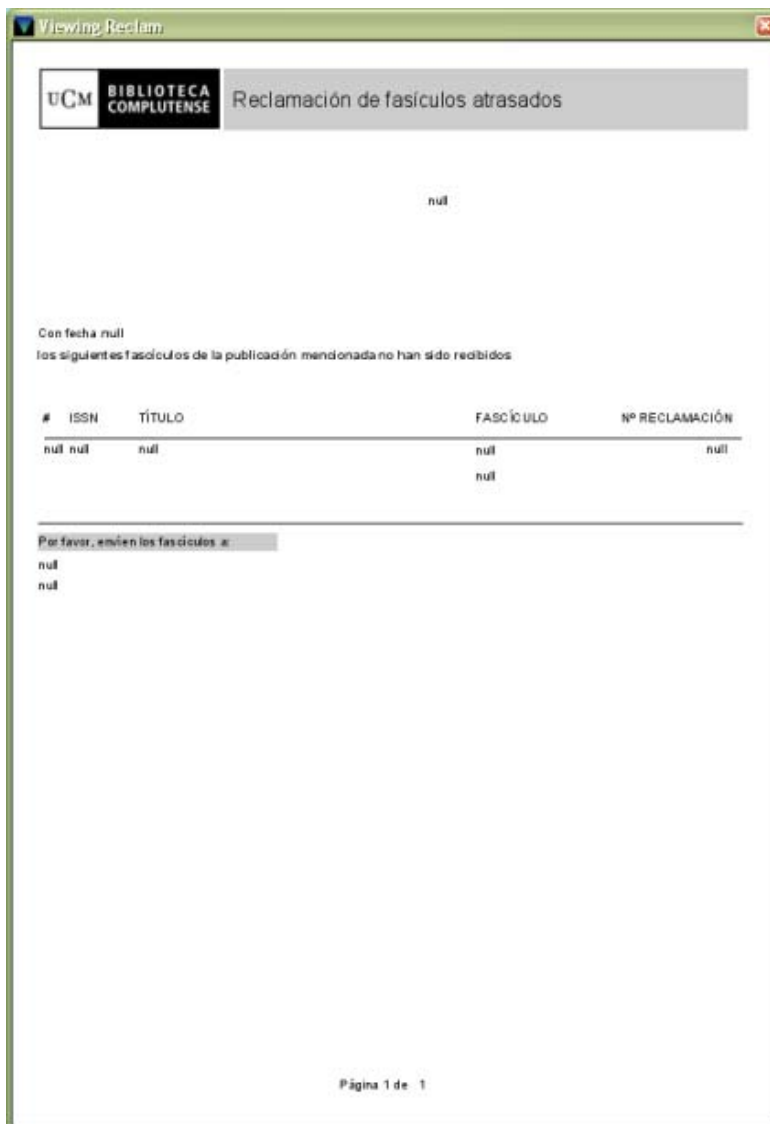 Viewing Reclam
UCM BIBLIOTECA COMPLUTENSE
Reclamación de fasículos atrasados
null
Con fecha null
los siguientes fascículos de la publicación mencionada no han sido recibidos
# ISSN TÍTULO FASCÍCULO Nº RECLAMACIÓN
null null null null null
null
Por favor, envíen los fascículos a:
null
null
Página 1 de 1